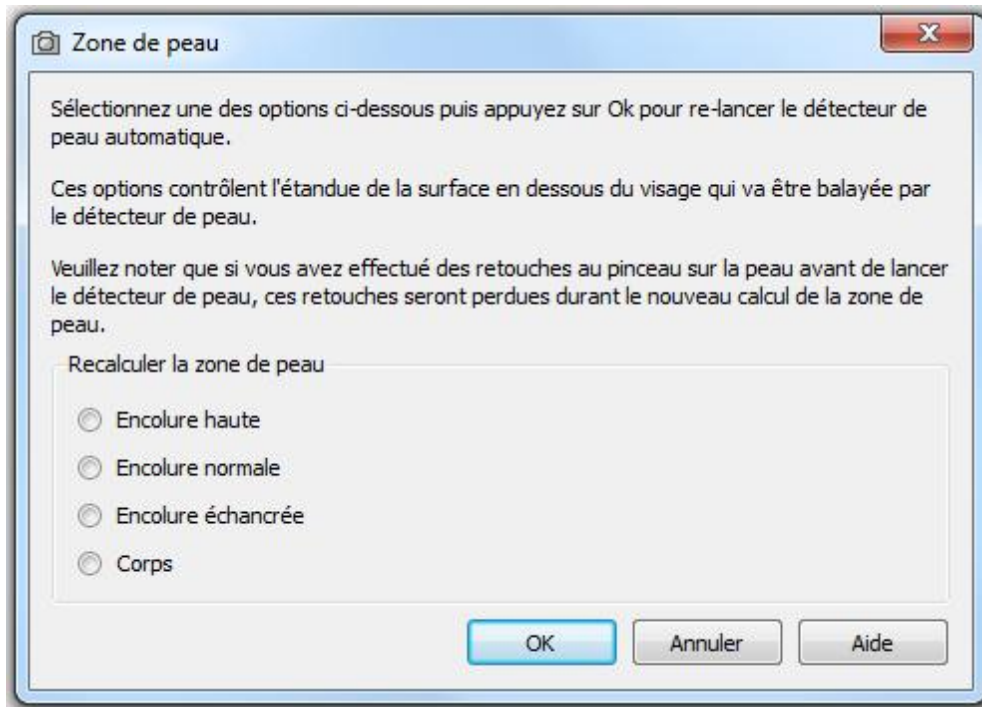 Zone de peau
Sélectionnez une des options ci-dessous puis appuyez sur Ok pour re-lancer le détecteur de
peau automatique.
Ces options contrôlent l'étandue de la surface en dessous du visage qui va être balayée par
le détecteur de peau.
Veuillez noter que si vous avez effectué des retouches au pinceau sur la peau avant de lancer
le détecteur de peau, ces retouches seront perdues durant le nouveau calcul de la zone de
peau.
Recalculer la zone de peau
Encolure haute
Encolure normale
Encolure échancrée
Corps
OK Annuler Aide